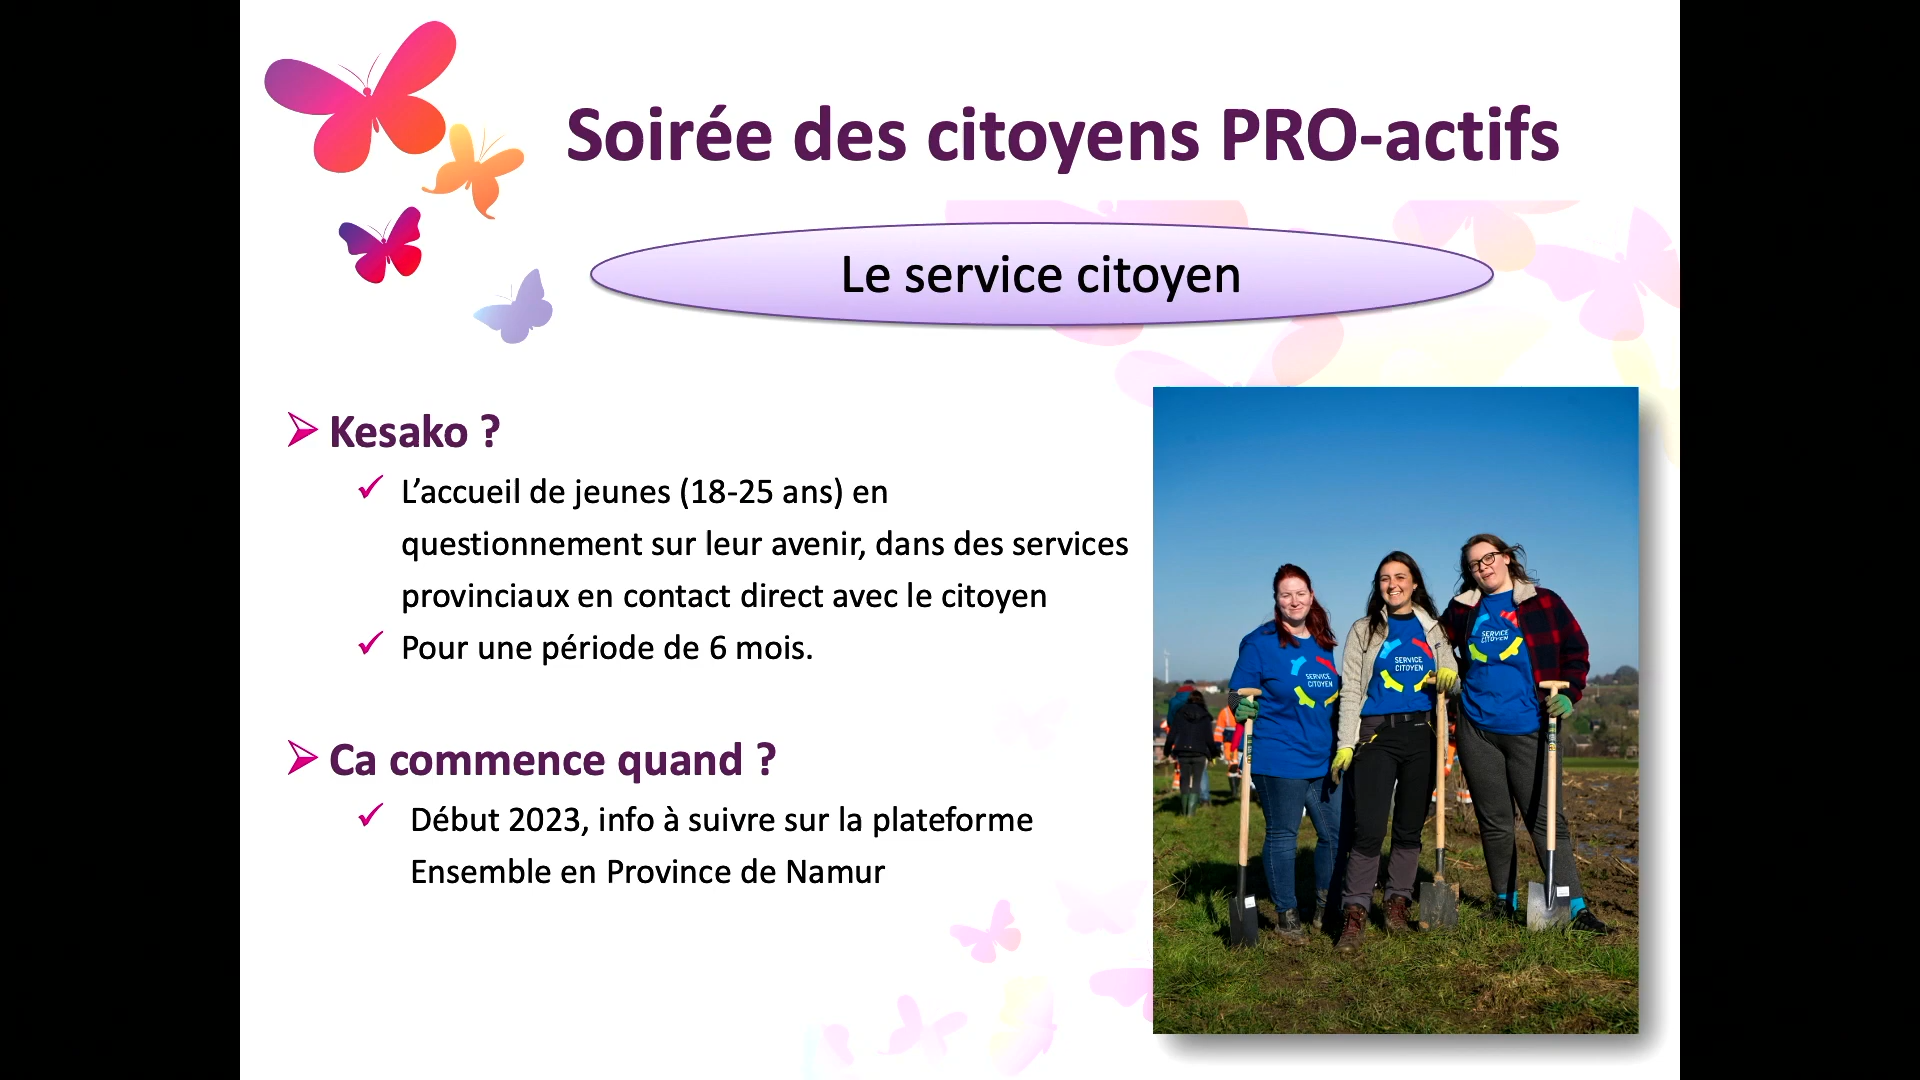 Soirée des citoyens PRO-actifs
Le service citoyen
Kesako ?
L’accueil de jeunes (18-25 ans) en
questionnement sur leur avenir, dans des services
provinciaux en contact direct avec le citoyen
Pour une période de 6 mois.
Ca commence quand ?
Début 2023, info à suivre sur la plateforme
Ensemble en Province de Namur
SERVICE
CITOYEN
SERVICE
CITOYEN
SERVICE
CITOYEN